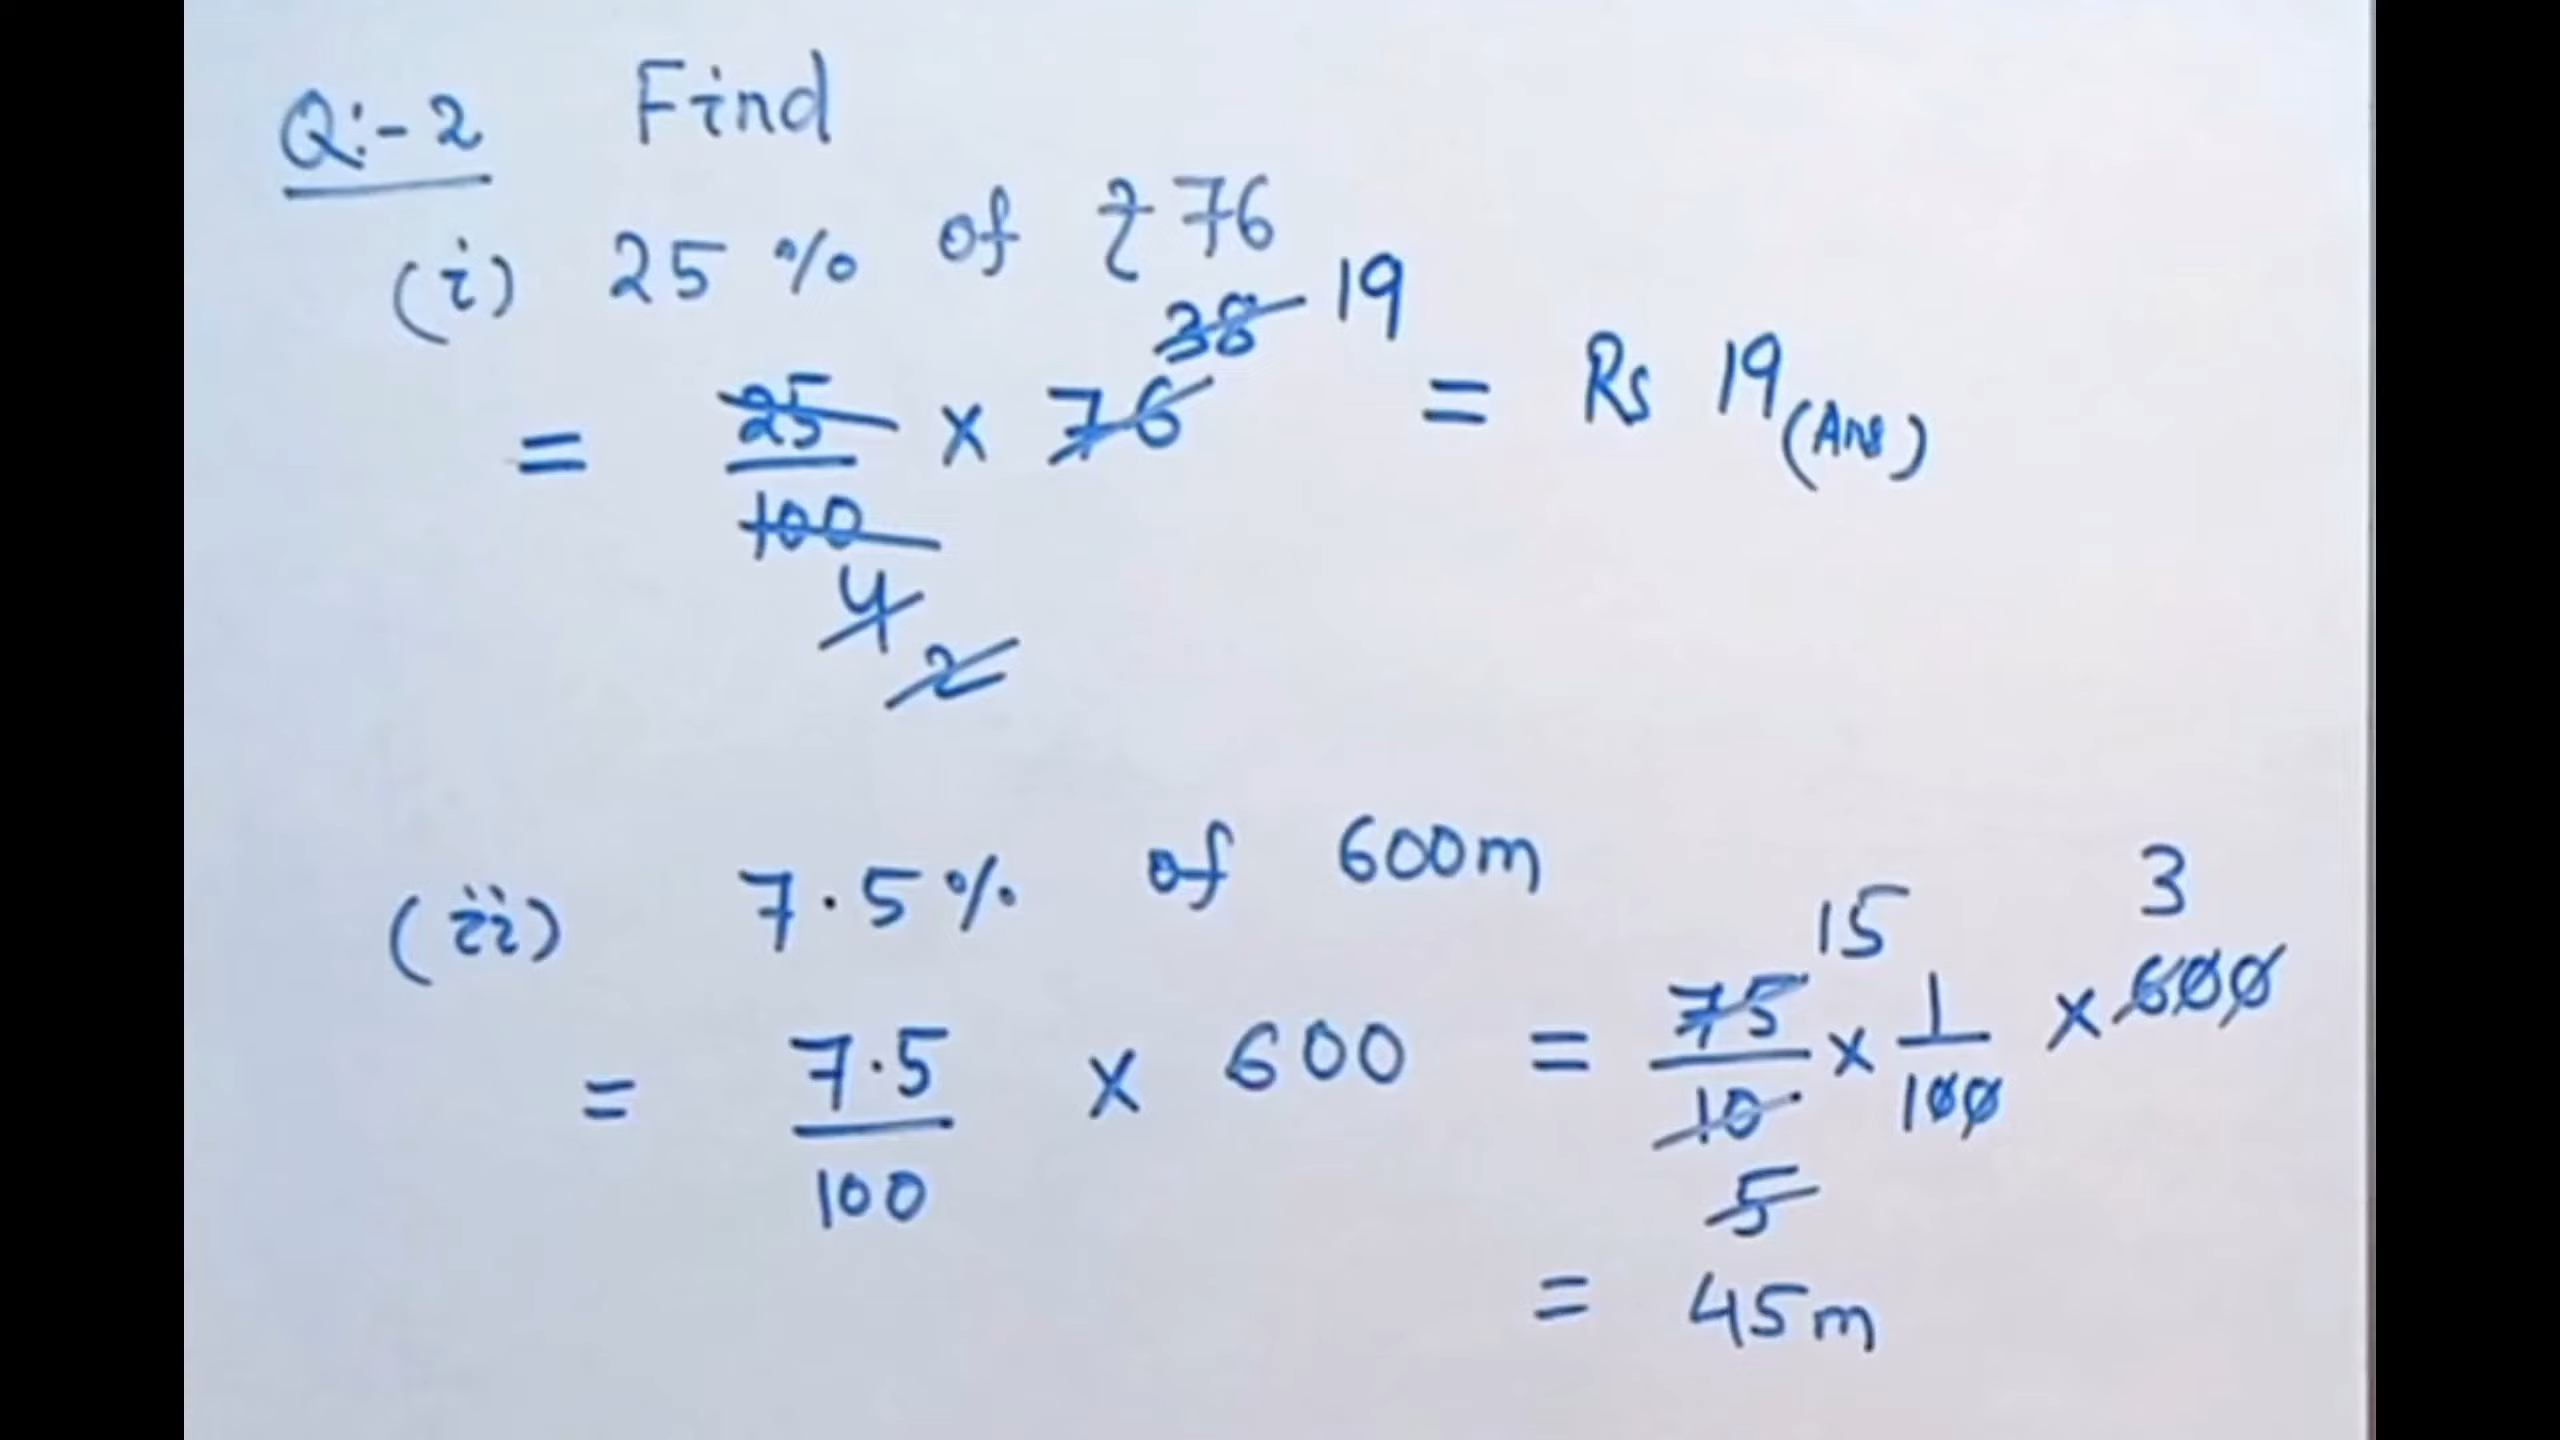 Q:-2 Find
(i) 25% of ₹76
38 19
= 25/100 × 76 = Rs 19 (Ans)
4
2
(ii) 7.5% of 600m
15 3
= 7.5/100 × 600 = 75/10 × 1/100 × 600
5
= 45m